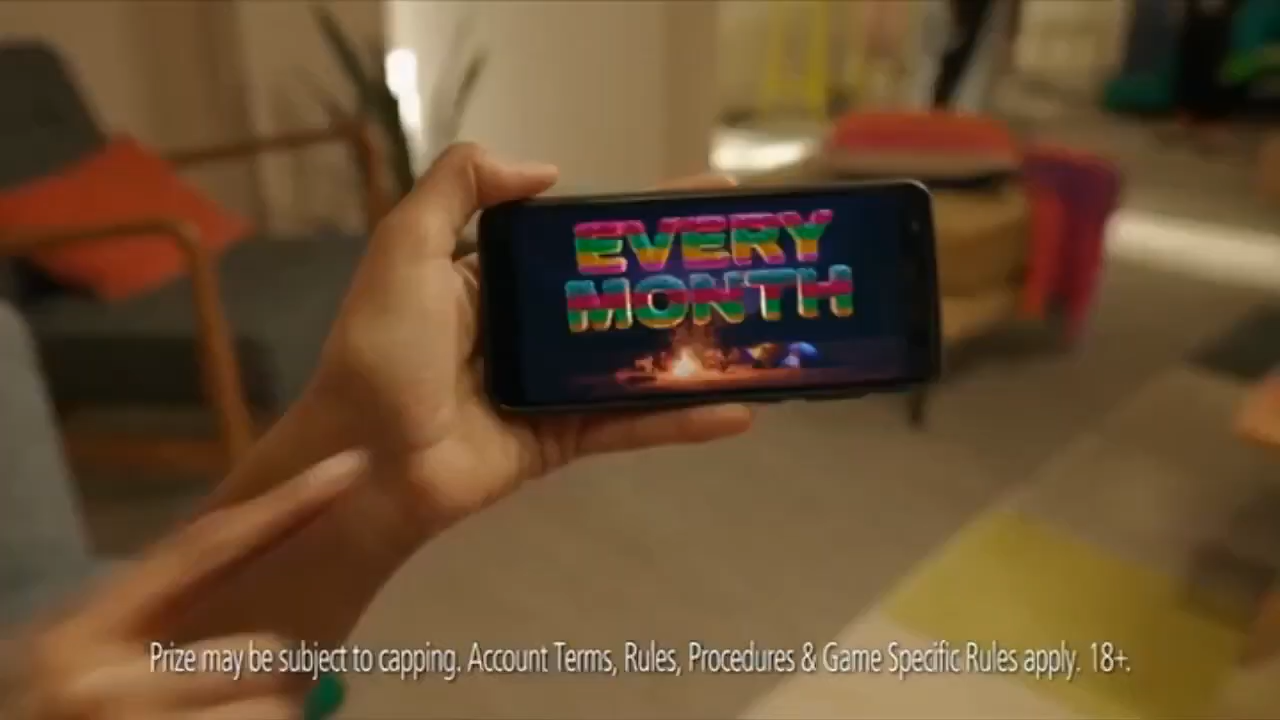 EVERY
MONTH
Prize may be subject to capping. Account Terms, Rules, Procedures & Game Specific Rules apply. 18+.